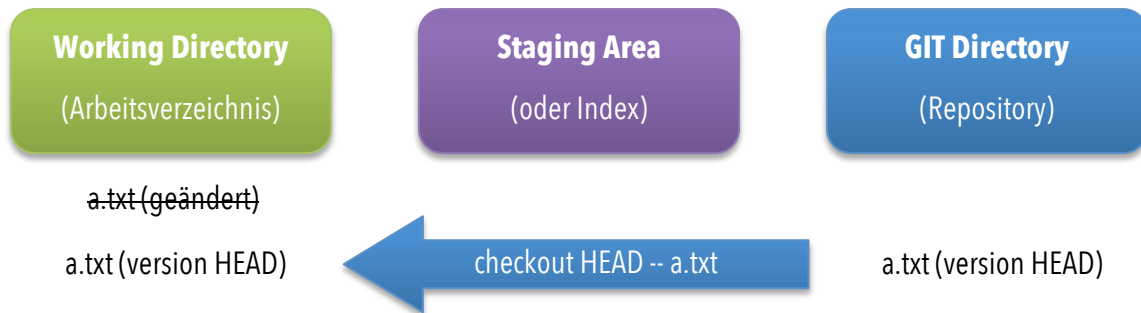 Working Directory
(Arbeitsverzeichnis)
Staging Area
(oder Index)
GIT Directory
(Repository)
a.txt (geändert)
a.txt (version HEAD)
checkout HEAD -- a.txt
a.txt (version HEAD)